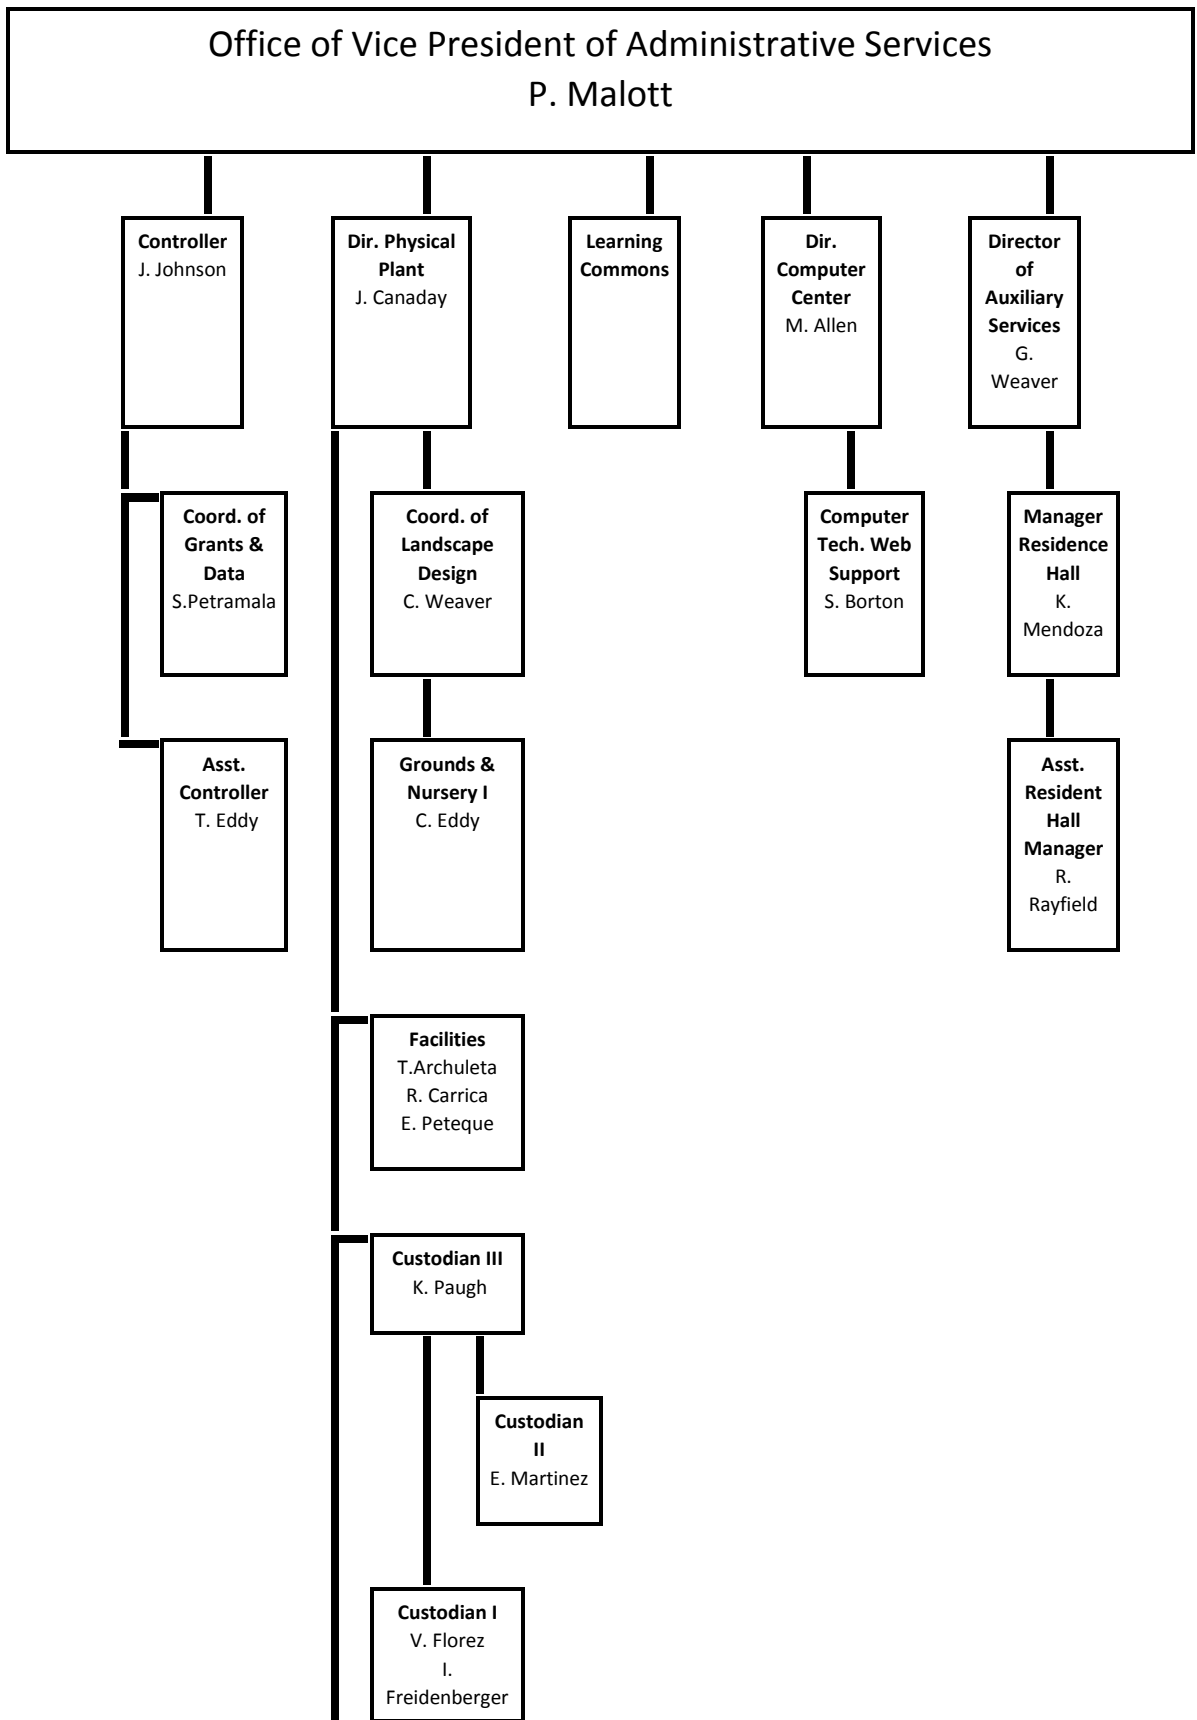 Office of Vice President of Administrative Services
P. Malott
Controller
J. Johnson
Dir. Physical
Plant
J. Canaday
Learning
Commons
Dir.
Computer
Center
M. Allen
Director
of
Auxiliary
Services
G.
Weaver
Coord. of
Grants &
Data
S.Petramala
Coord. of
Landscape
Design
C. Weaver
Computer
Tech. Web
Support
S. Borton
Manager
Residence
Hall
K.
Mendoza
Asst.
Controller
T. Eddy
Grounds &
Nursery I
C. Eddy
Asst.
Resident
Hall
Manager
R.
Rayfield
Facilities
T.Archuleta
R. Carrica
E. Peteque
Custodian III
K. Paugh
Custodian
II
E. Martinez
Custodian I
V. Florez
I.
Freidenberger